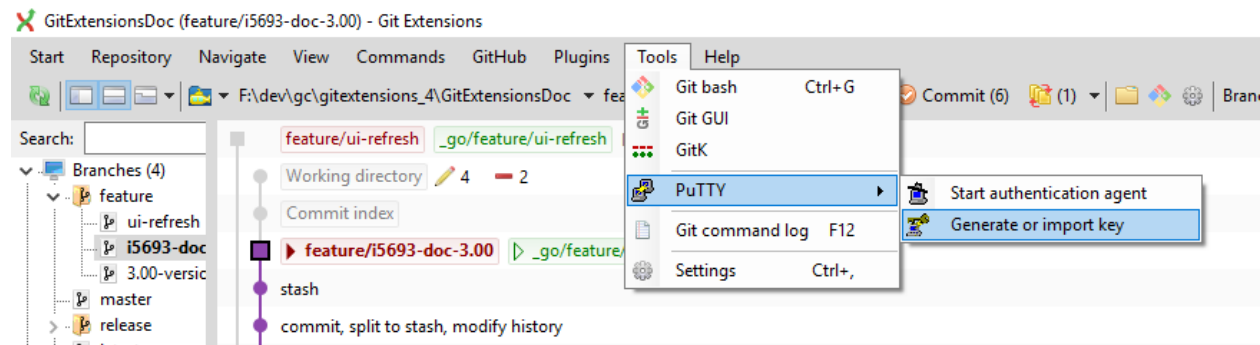 GitExtensionsDoc (feature/i5693-doc-3.00) - Git Extensions
Start Repository Navigate View Commands GitHub Plugins Tools Help
F:\dev\gc\gitextensions_4\GitExtensionsDoc fea Commit (6) (1) Bran
Git bash Ctrl+G
Git GUI
GitK
PuTTY
Git command log F12
Settings Ctrl+,
Start authentication agent
Generate or import key
Search:
Branches (4)
feature
ui-refresh
i5693-doc
3.00-versic
master
release
feature/ui-refresh _go/feature/ui-refresh
Working directory 4 2
Commit index
feature/i5693-doc-3.00 _go/feature/
stash
commit, split to stash, modify history